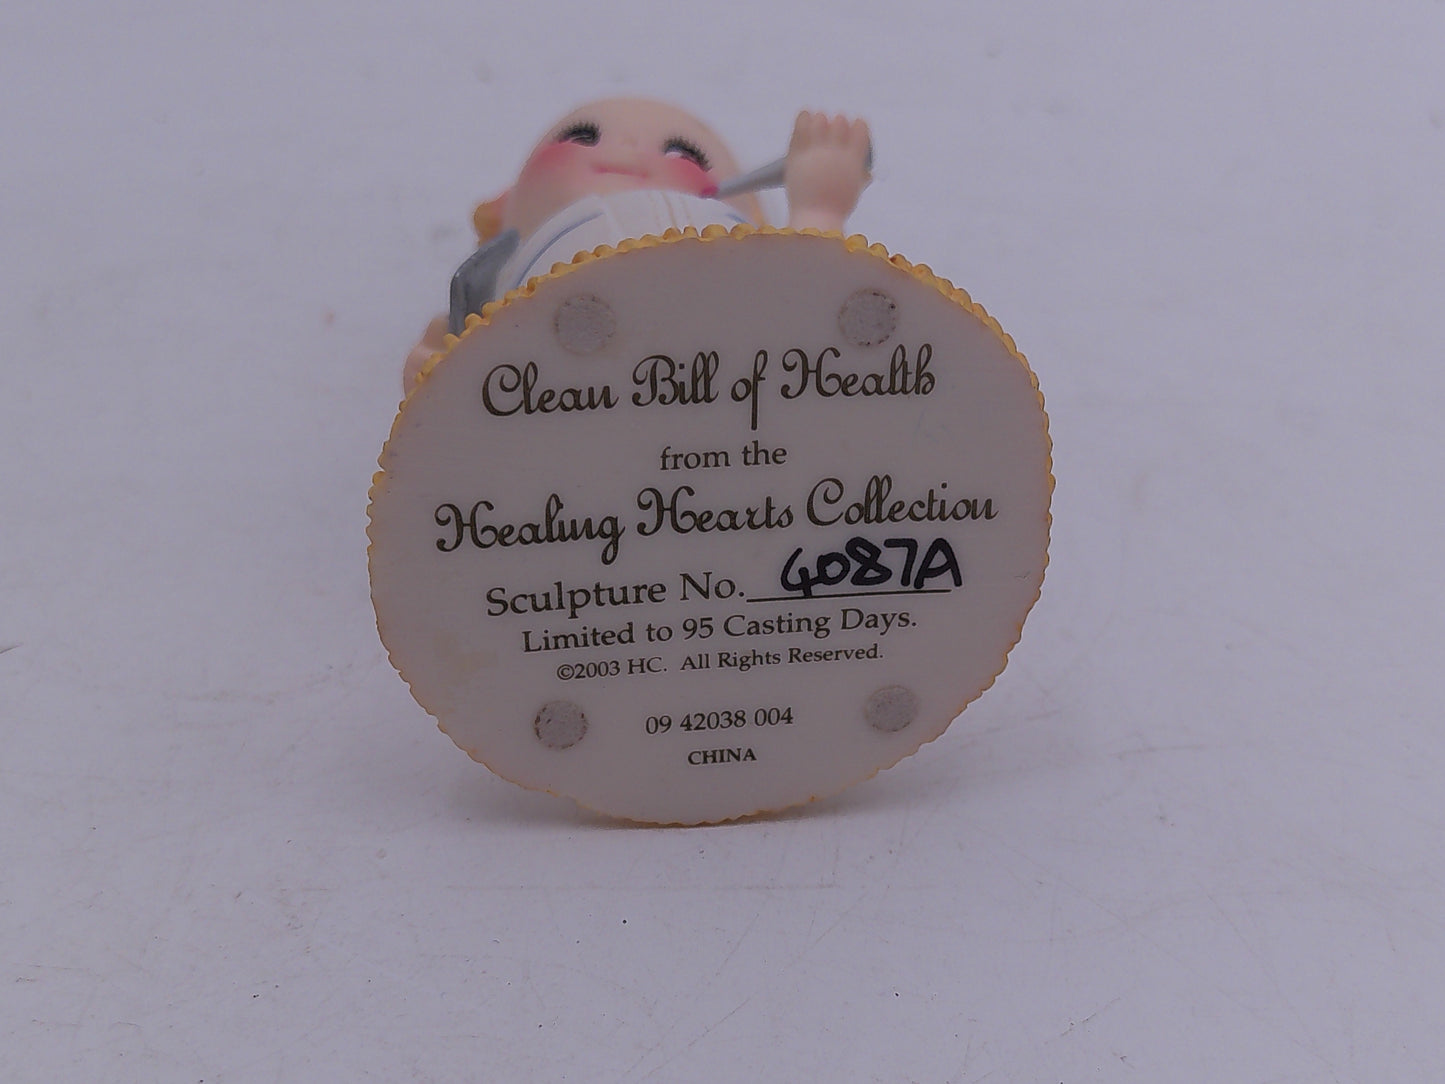 Clean Bill of Health
from the
Healing Hearts Collection
Sculpture No. 4087A
Limited to 95 Casting Days.
©2003 HC. All Rights Reserved.
09 42038 004
CHINA